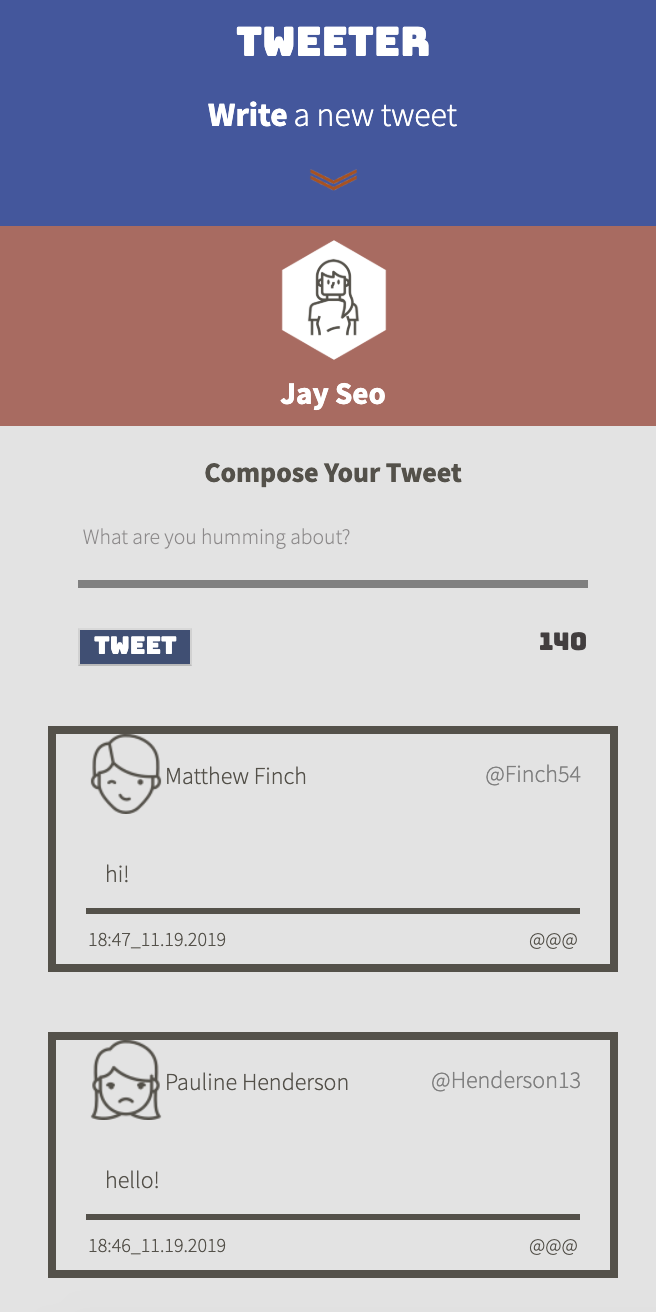 TWEETER
Write a new tweet
Jay Seo
Compose Your Tweet
What are you humming about?
TWEET 140
Matthew Finch @Finch54
hi!
18:47_11.19.2019 @@@
Pauline Henderson @Henderson13
hello!
18:46_11.19.2019 @@@